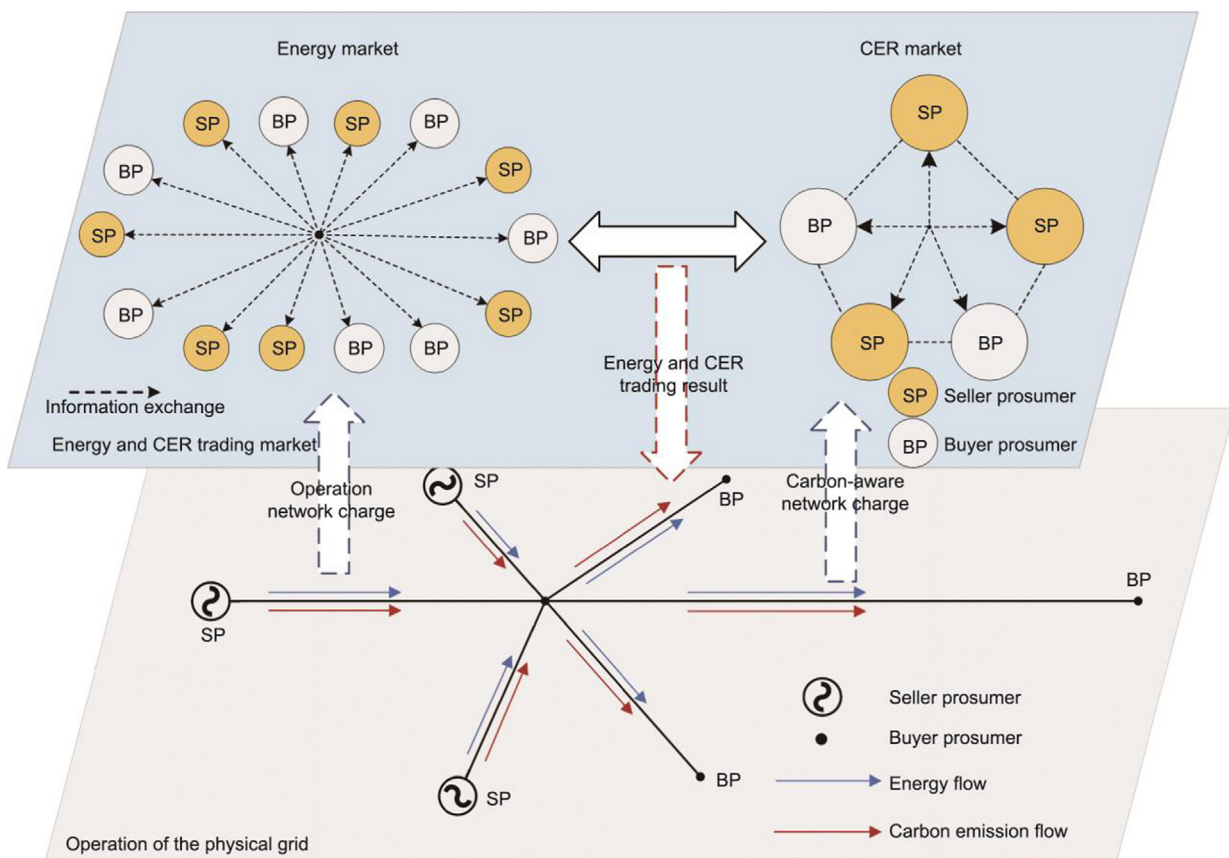 Energy market
CER market
SP
BP
SP
BP
SP
BP
SP
SP
BP
BP
SP
BP
SP
SP
SP
BP
BP
SP
BP
Energy and CER
trading result
Information exchange
SP
Seller prosumer
Energy and CER trading market
BP
Buyer prosumer
Operation
network charge
SP
BP
Carbon-aware
network charge
SP
BP
SP
BP
Seller prosumer
Buyer prosumer
Energy flow
Carbon emission flow
Operation of the physical grid